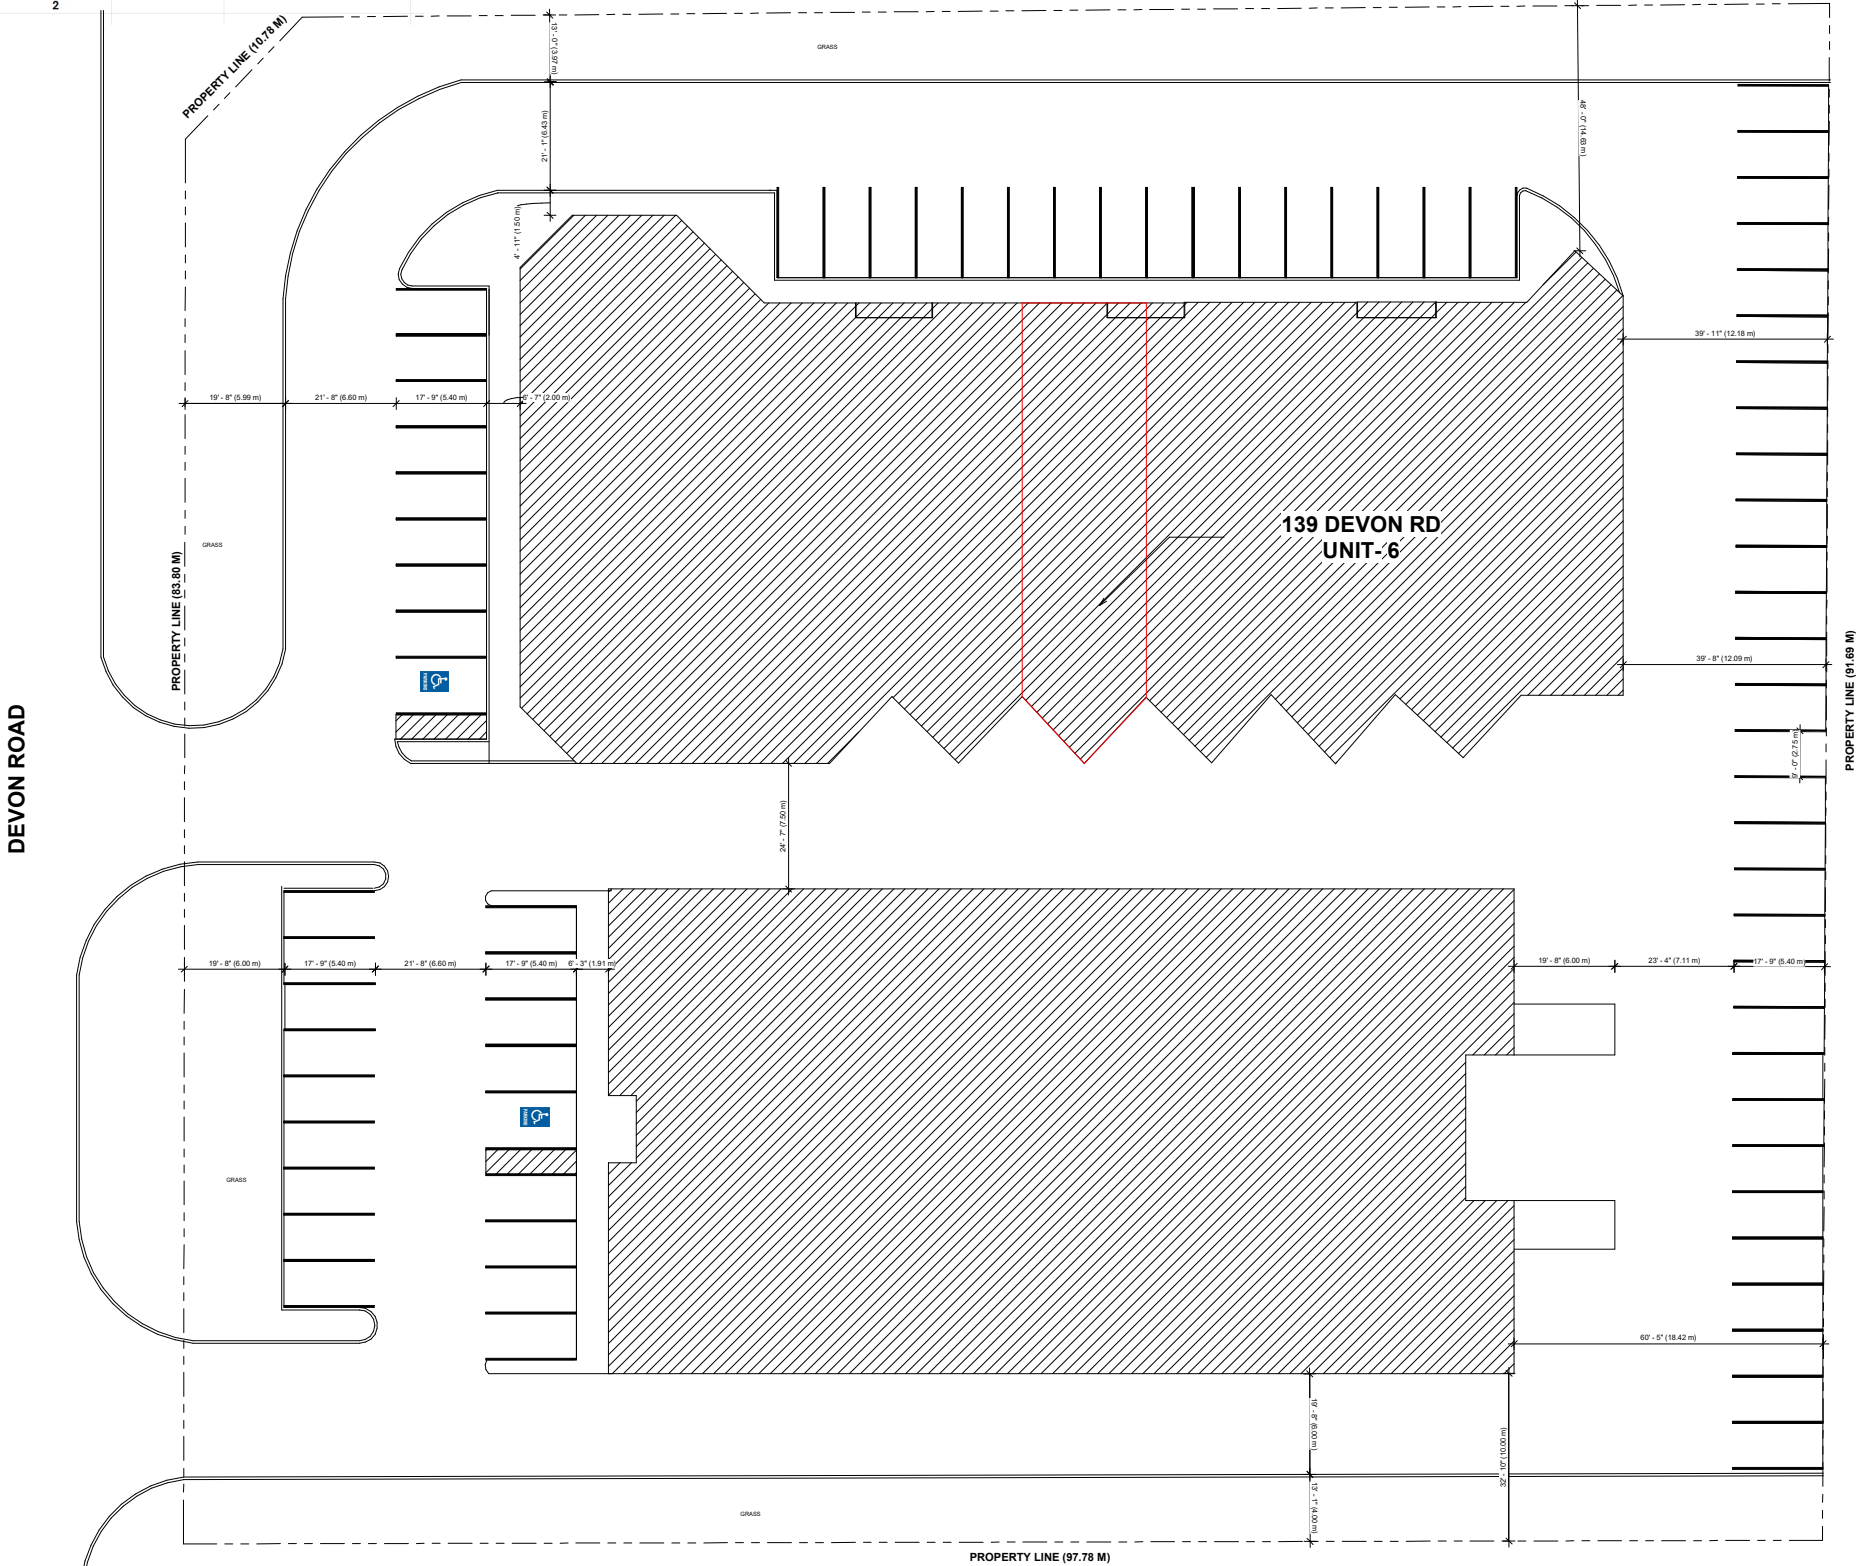 2
PROPERTY LINE (10.78 M)
13' - 0" (3.97 m)
GRASS
21' - 1" (6.43 m)
48' - 0" (14.63 m)
4' - 11" (1.50 m)
39' - 11" (12.18 m)
19' - 8" (5.99 m)
21' - 8" (6.60 m)
17' - 9" (5.40 m)
6' - 7" (2.00 m)
139 DEVON RD
UNIT- 6
GRASS
PROPERTY LINE (83.80 M)
39' - 8" (12.09 m)
PARKING
PROPERTY LINE (91.69 M)
DEVON ROAD
9' - 0" (2.75 m)
24' - 7" (7.50 m)
19' - 8" (6.00 m)
17' - 9" (5.40 m)
21' - 8" (6.60 m)
17' - 9" (5.40 m)
6' - 3" (1.91 m)
19' - 8" (6.00 m)
23' - 4" (7.11 m)
17' - 9" (5.40 m)
PARKING
GRASS
60' - 5" (18.42 m)
19' - 8" (6.00 m)
32' - 10" (10.00 m)
13' - 1" (4.00 m)
GRASS
PROPERTY LINE (97.78 M)